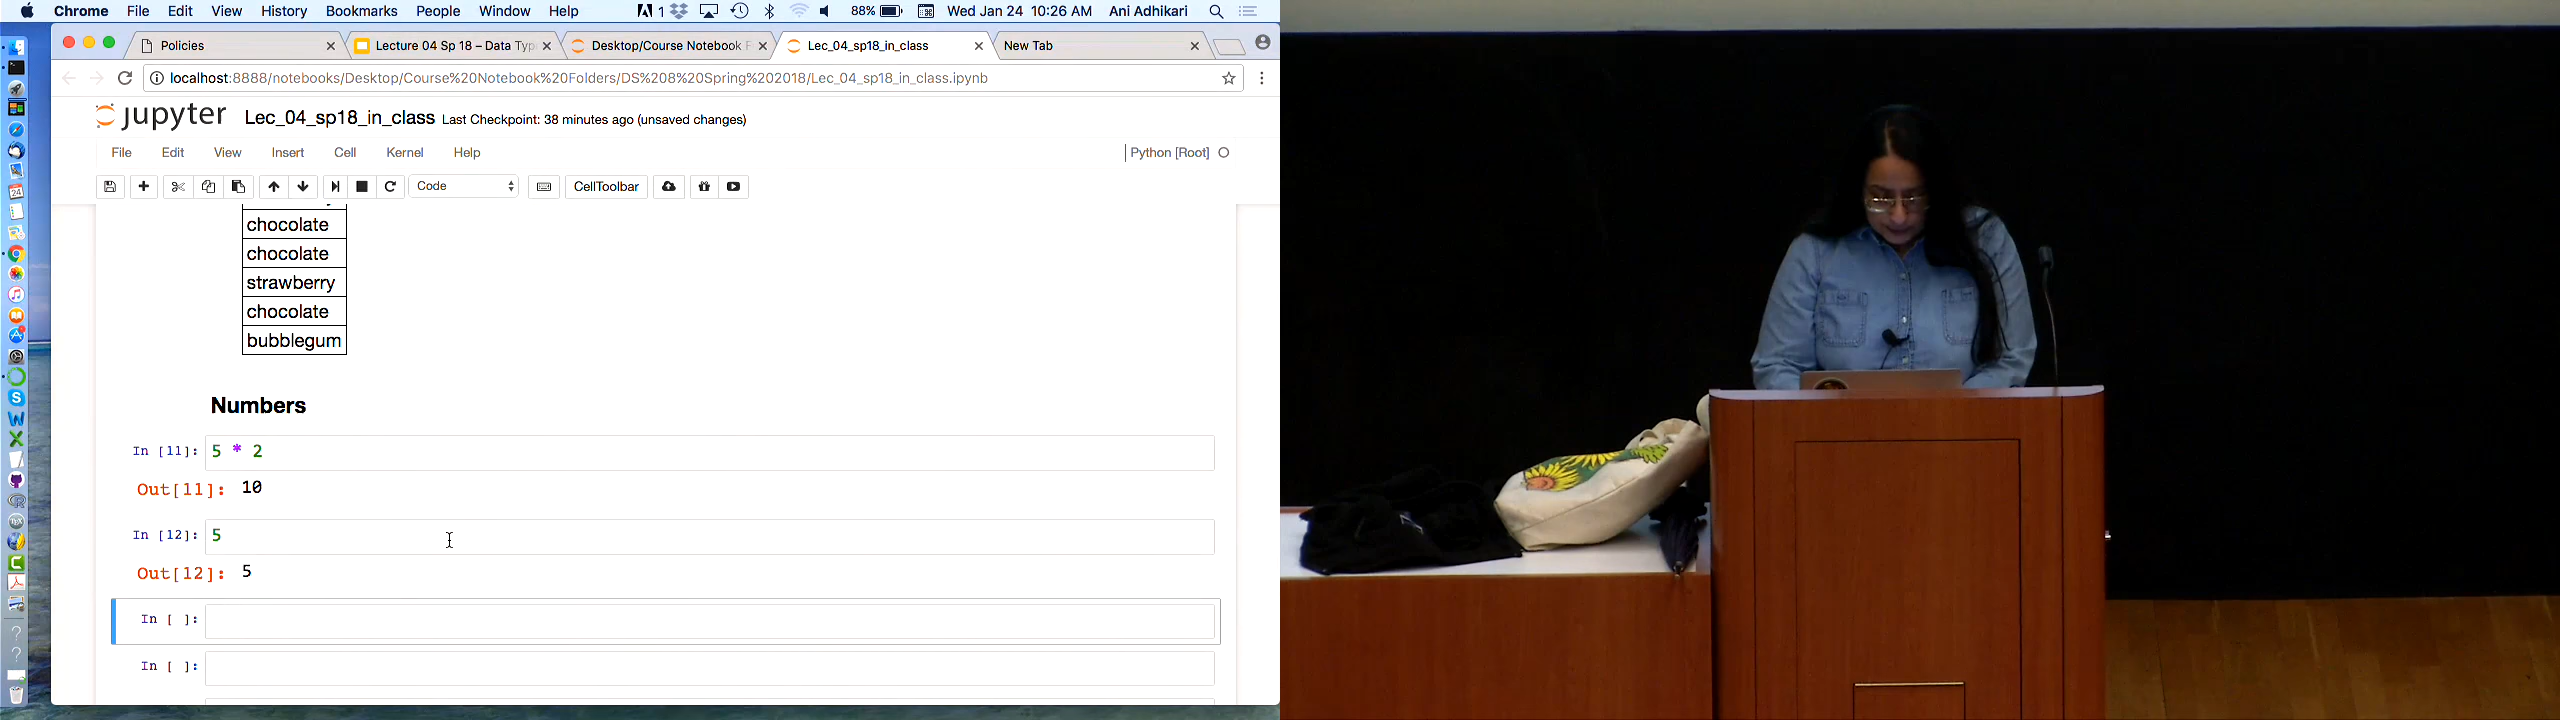 Chrome File Edit View History Bookmarks People Window Help 1 88% Wed Jan 24 10:26 AM Ani Adhikari
Policies Lecture 04 Sp 18 – Data Typ Desktop/Course Notebook F Lec_04_sp18_in_class New Tab
localhost:8888/notebooks/Desktop/Course%20Notebook%20Folders/DS%208%20Spring%202018/Lec_04_sp18_in_class.ipynb
jupyter Lec_04_sp18_in_class Last Checkpoint: 38 minutes ago (unsaved changes)
File Edit View Insert Cell Kernel Help Python [Root]
Code CellToolbar
chocolate
chocolate
strawberry
chocolate
bubblegum
Numbers
In [11]: 5 * 2
Out[11]: 10
In [12]: 5
Out[12]: 5
In [ ]:
In [ ]: